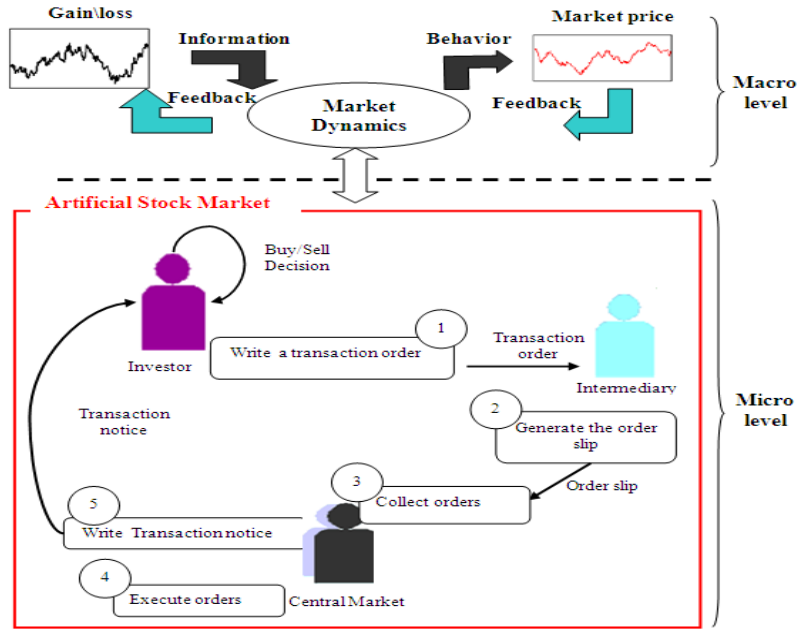 Gain\loss
Information
Behavior
Market price
Feedback
Market
Dynamics
Feedback
Macro
level
Artificial Stock Market
Buy/Sell
Decision
Investor
1
Write a transaction order
Transaction
order
Intermediary
2
Generate the order
slip
Order slip
3
Collect orders
Transaction
notice
5
Write Transaction notice
4
Execute orders
Central Market
Micro
level